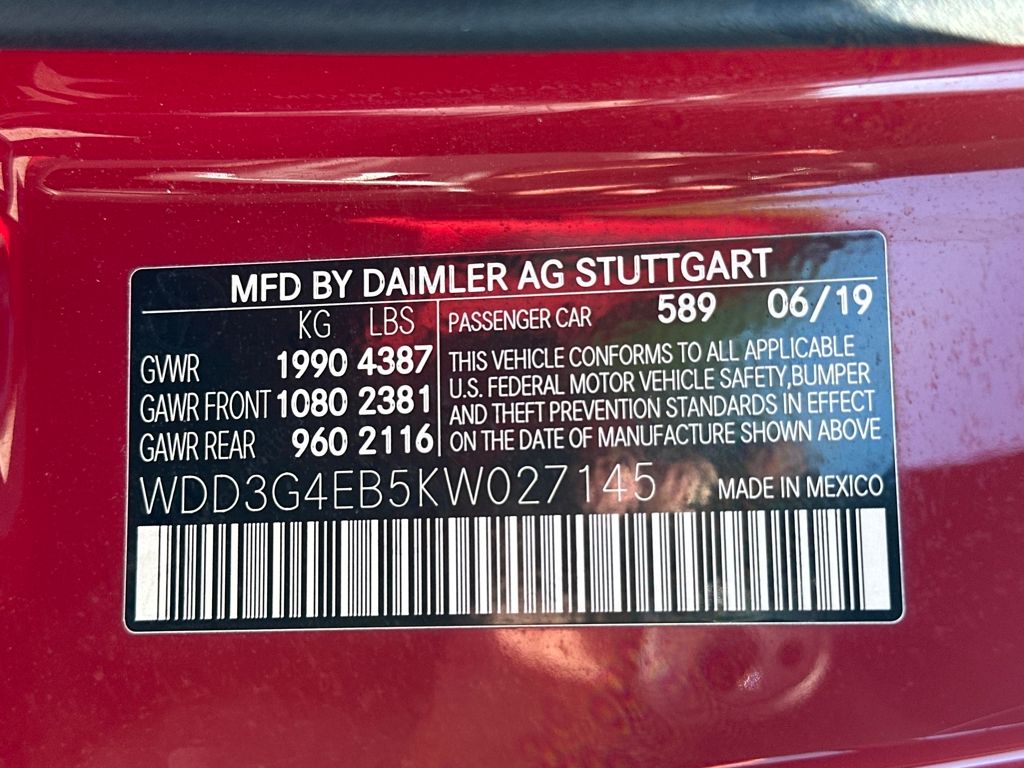 MFD BY DAIMLER AG STUTTGART
KG LBS
GVWR 1990 4387
GAWR FRONT 1080 2381
GAWR REAR 960 2116
PASSENGER CAR 589 06/19
THIS VEHICLE CONFORMS TO ALL APPLICABLE
U.S. FEDERAL MOTOR VEHICLE SAFETY,BUMPER
AND THEFT PREVENTION STANDARDS IN EFFECT
ON THE DATE OF MANUFACTURE SHOWN ABOVE
WDD3G4EB5KW027145 MADE IN MEXICO